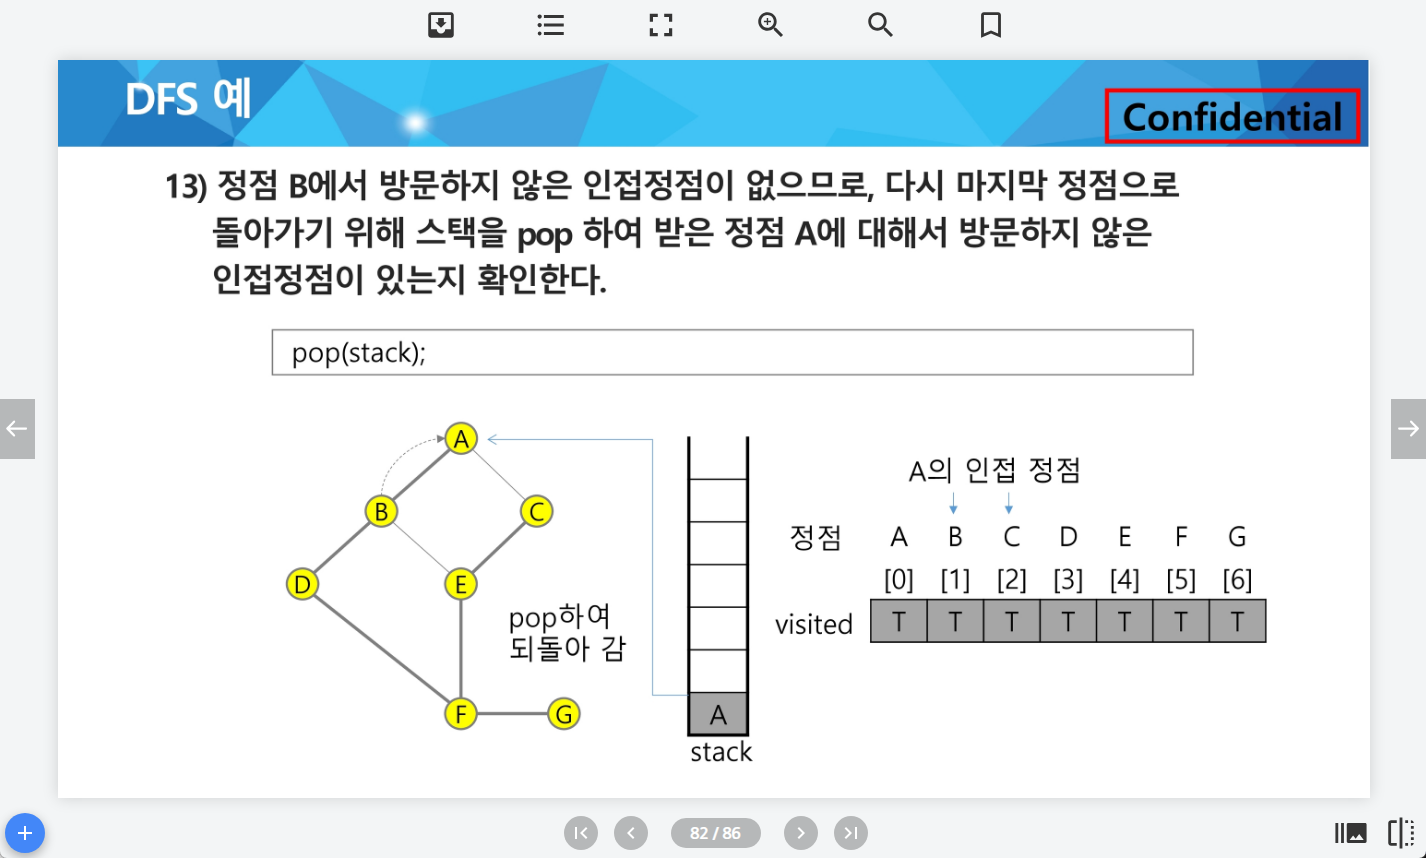 DFS 예
Confidential
13) 정점 B에서 방문하지 않은 인접정점이 없으므로, 다시 마지막 정점으로
돌아가기 위해 스택을 pop 하여 받은 정점 A에 대해서 방문하지 않은
인접정점이 있는지 확인한다.
pop(stack);
A
B
C
D
E
F
G
pop하여
되돌아 감
A
stack
A의 인접 정점
정점 A B C D E F G
[0] [1] [2] [3] [4] [5] [6]
visited T T T T T T T
82 / 86